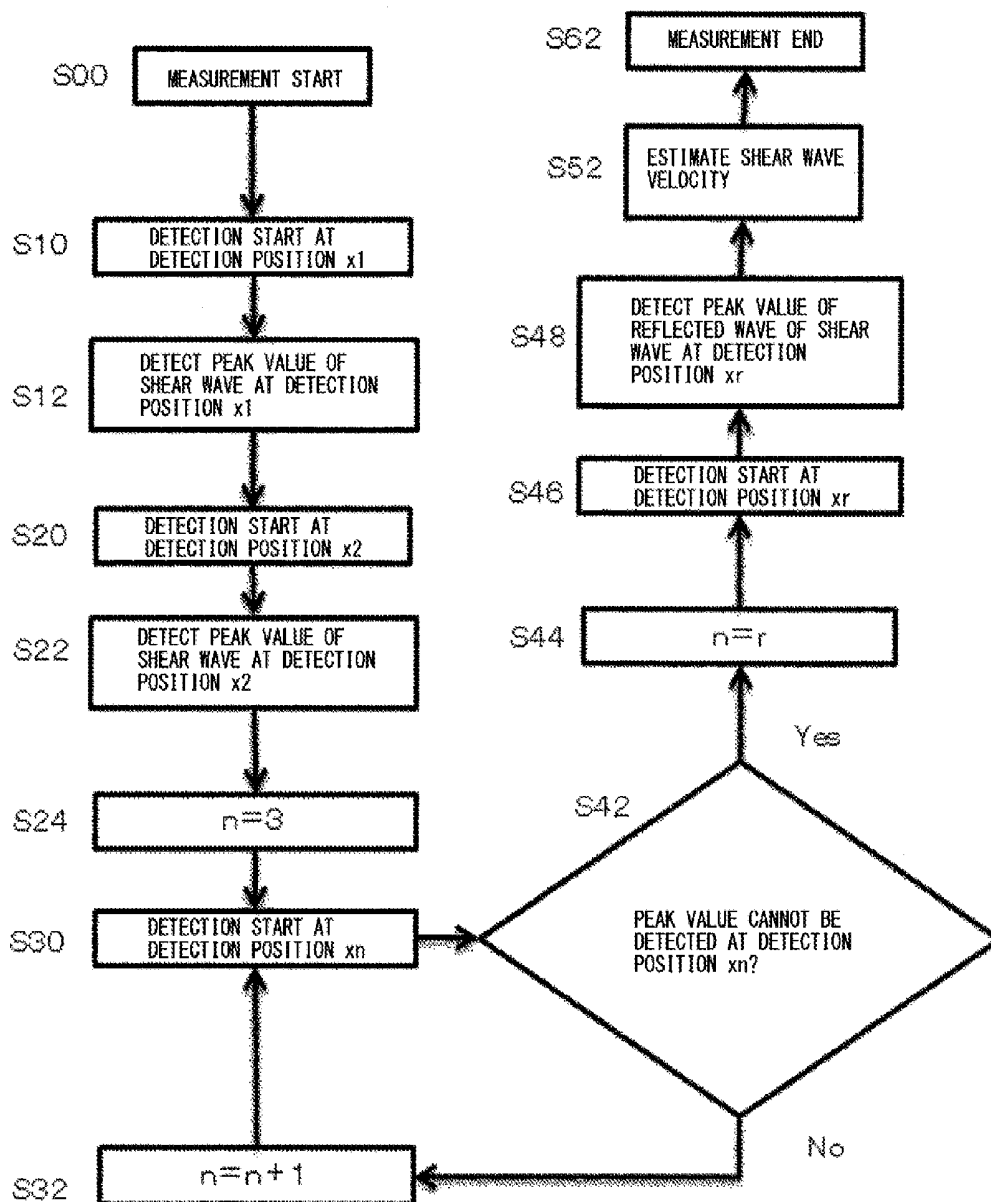 S00
MEASUREMENT START
S10
DETECTION START AT
DETECTION POSITION x1
S12
DETECT PEAK VALUE OF
SHEAR WAVE AT DETECTION
POSITION x1
S20
DETECTION START AT
DETECTION POSITION x2
S22
DETECT PEAK VALUE OF
SHEAR WAVE AT DETECTION
POSITION x2
S24
n=3
S30
DETECTION START AT
DETECTION POSITION xn
S32
n=n+1
S42
PEAK VALUE CANNOT BE
DETECTED AT DETECTION
POSITION xn?
Yes
No
S44
n=r
S46
DETECTION START AT
DETECTION POSITION xr
S48
DETECT PEAK VALUE OF
REFLECTED WAVE OF SHEAR
WAVE AT DETECTION
POSITION xr
S52
ESTIMATE SHEAR WAVE
VELOCITY
S62
MEASUREMENT END